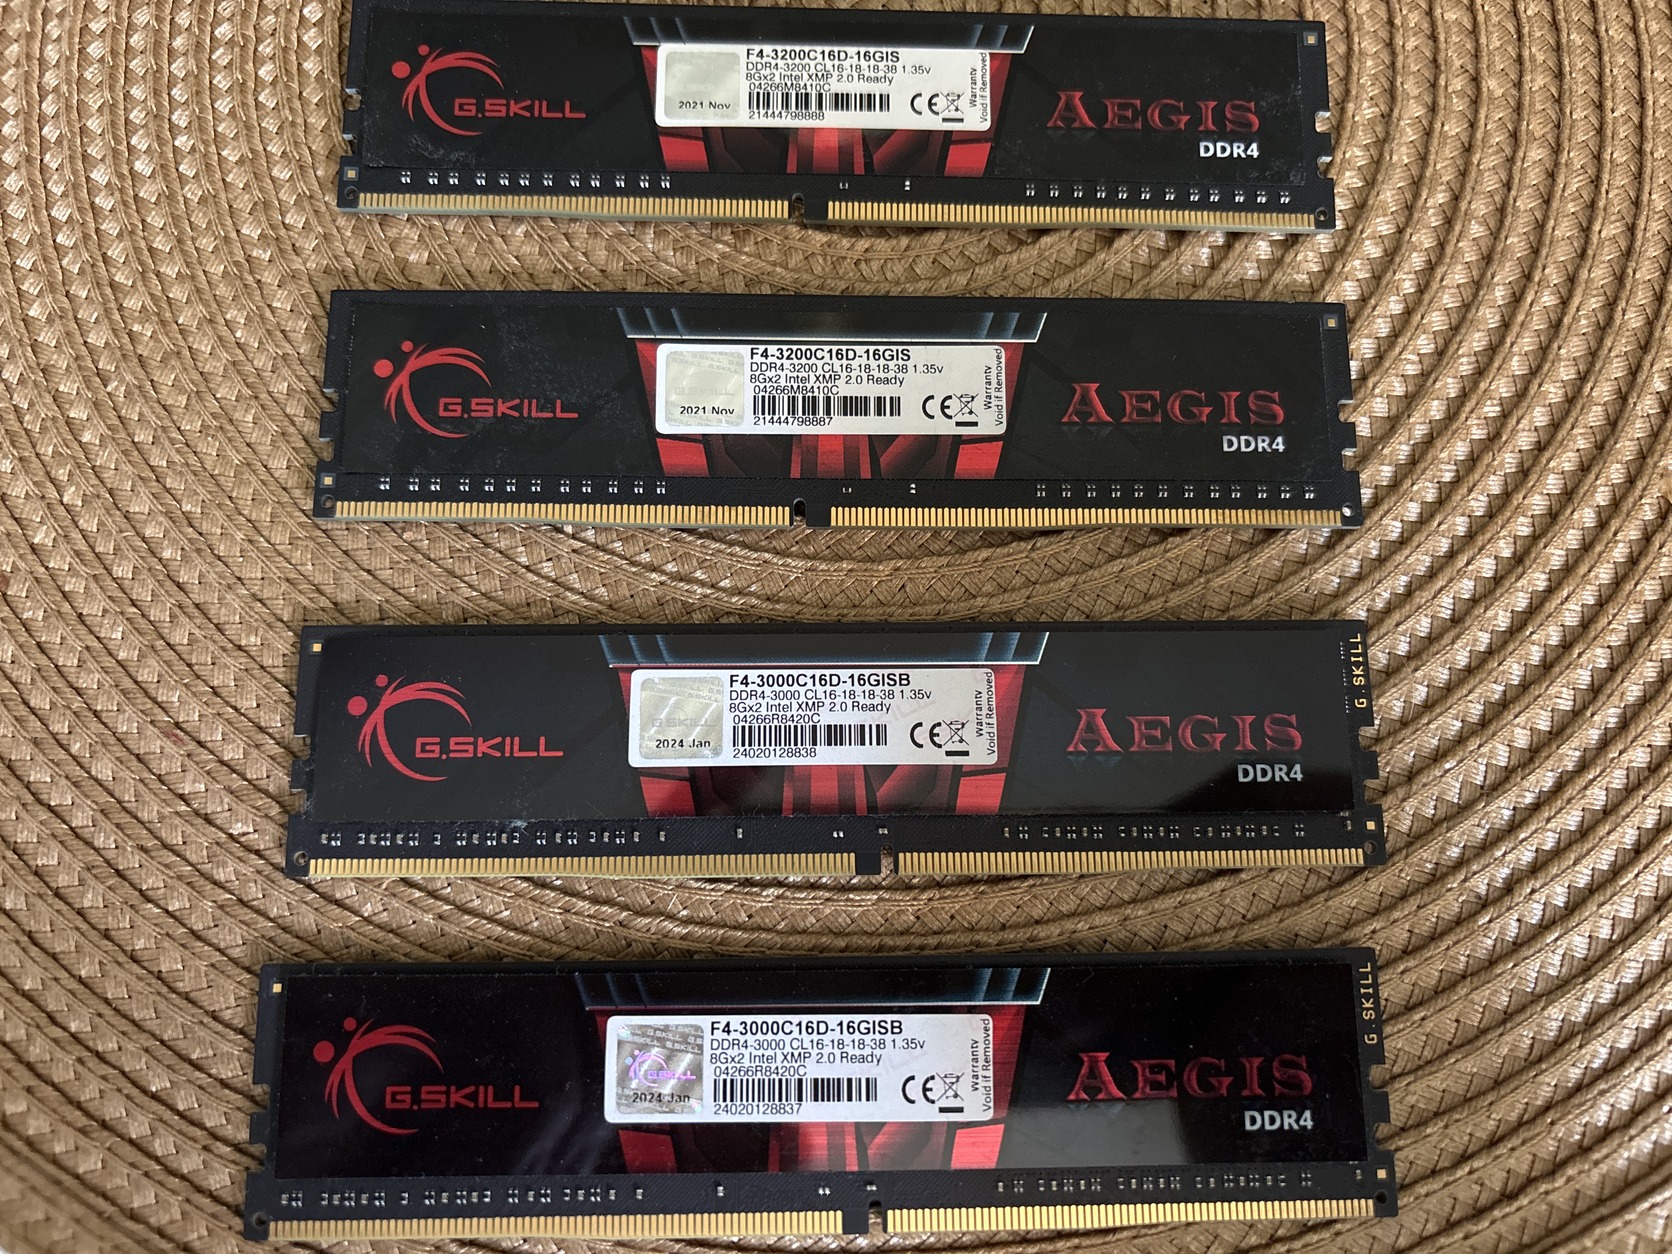 G.SKILL
F4-3200C16D-16GIS
DDR4-3200 CL16-18-18-38 1.35v
8Gx2 Intel XMP 2.0 Ready
04266M8410C
2021 Nov
21444798888
CE
Warranty
Void if Removed
AEGIS
DDR4
G.SKILL
F4-3200C16D-16GIS
DDR4-3200 CL16-18-18-38 1.35v
8Gx2 Intel XMP 2.0 Ready
04266M8410C
2021 Nov
21444798887
CE
Warranty
Void if Removed
AEGIS
DDR4
G.SKILL
F4-3000C16D-16GISB
DDR4-3000 CL16-18-18-38 1.35v
8Gx2 Intel XMP 2.0 Ready
04266R8420C
2024 Jan
24020128838
CE
Warranty
Void if Removed
AEGIS
DDR4
G.SKILL
G.SKILL
F4-3000C16D-16GISB
DDR4-3000 CL16-18-18-38 1.35v
8Gx2 Intel XMP 2.0 Ready
04266R8420C
G.SKILL
2024 Jan
24020128837
CE
Warranty
Void if Removed
AEGIS
DDR4
G.SKILL